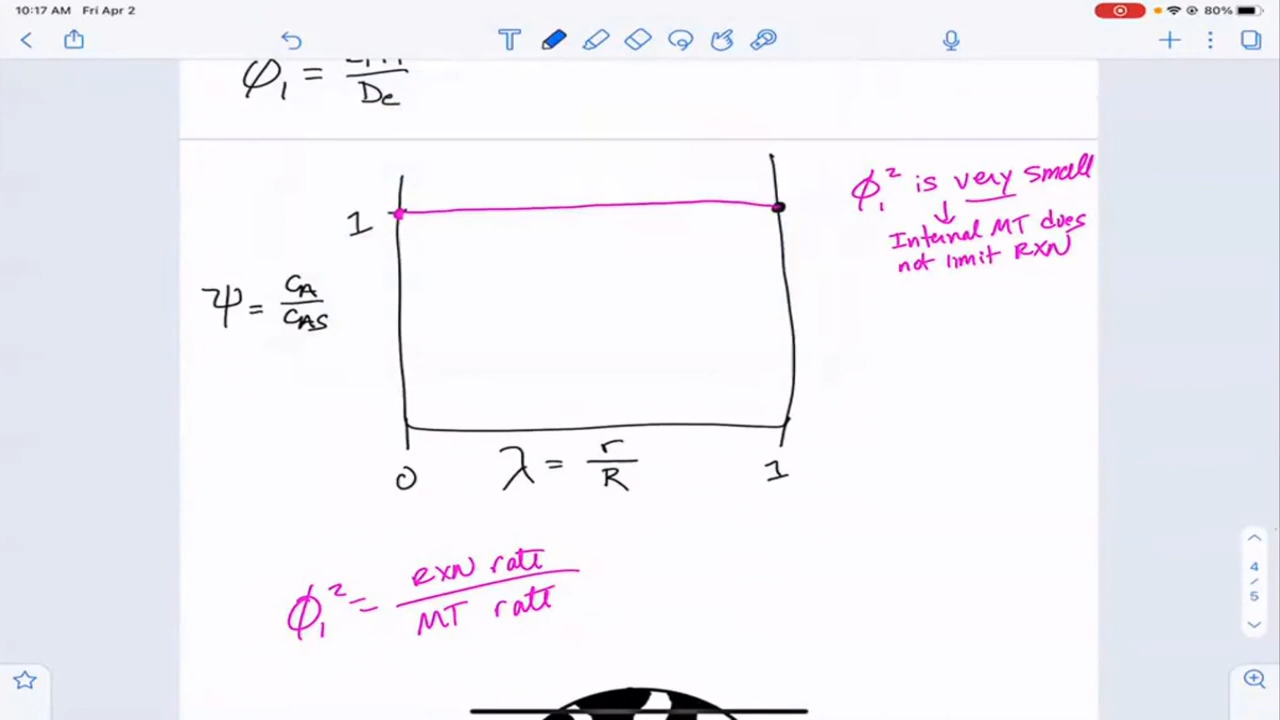 10:17 AM Fri Apr 2
80%
T
φ₁ =
De
1
ϕ₁² is very small
↓
Internal MT does
not limit RXN
ψ = CA / CAS
0
λ = r / R
1
ϕ₁² = RXN rate / MT rate
4
/
5